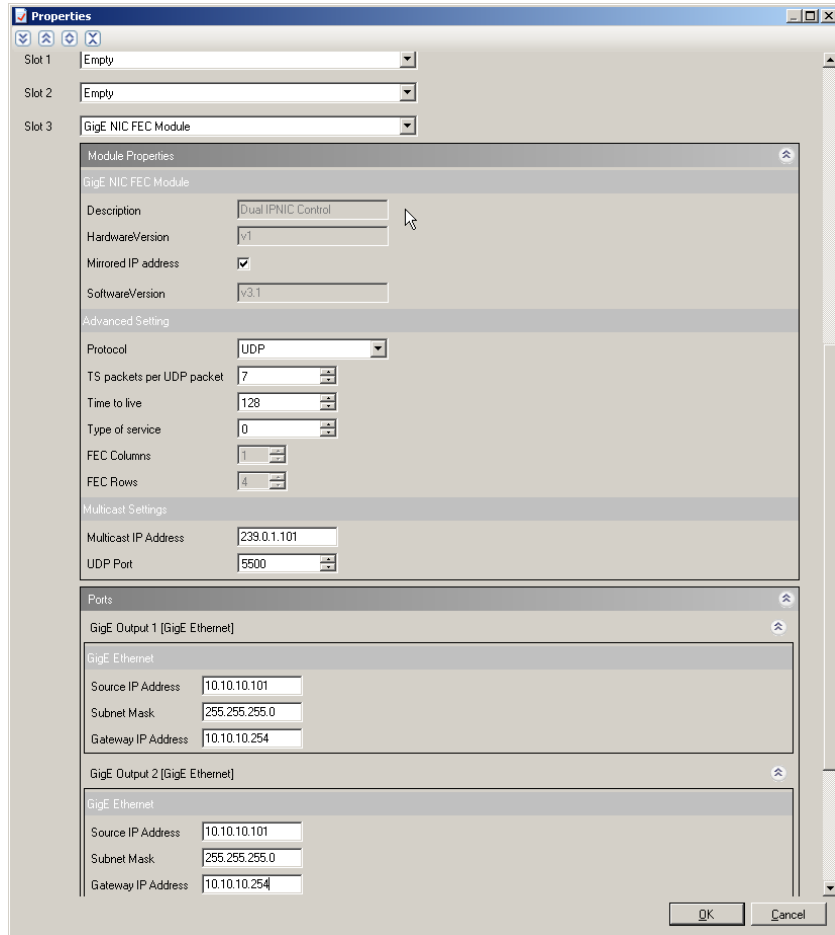 Properties
Slot 1 Empty
Slot 2 Empty
Slot 3 GigE NIC FEC Module
Module Properties
GigE NIC FEC Module
Description Dual IPNIC Control
HardwareVersion v1
Mirrored IP address
SoftwareVersion v3.1
Advanced Setting
Protocol UDP
TS packets per UDP packet 7
Time to live 128
Type of service 0
FEC Columns 1
FEC Rows 4
Multicast Settings
Multicast IP Address 239.0.1.101
UDP Port 5500
Ports
GigE Output 1 [GigE Ethernet]
GigE Ethernet
Source IP Address 10.10.10.101
Subnet Mask 255.255.255.0
Gateway IP Address 10.10.10.254
GigE Output 2 [GigE Ethernet]
GigE Ethernet
Source IP Address 10.10.10.101
Subnet Mask 255.255.255.0
Gateway IP Address 10.10.10.254
OK Cancel